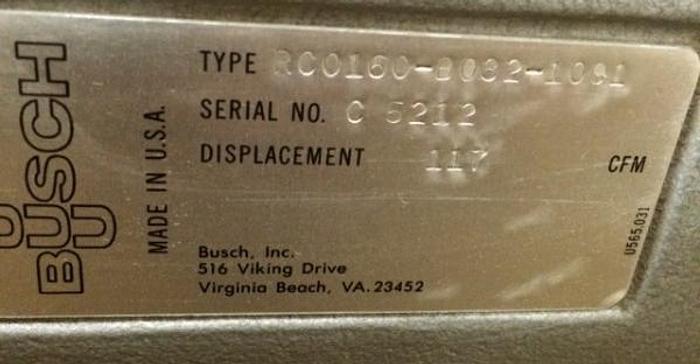 BUSCH
MADE IN U.S.A.
TYPE RC0160-B032-1001
SERIAL NO. C 5212
DISPLACEMENT 117 CFM
Busch, Inc.
516 Viking Drive
Virginia Beach, VA. 23452
U565.031